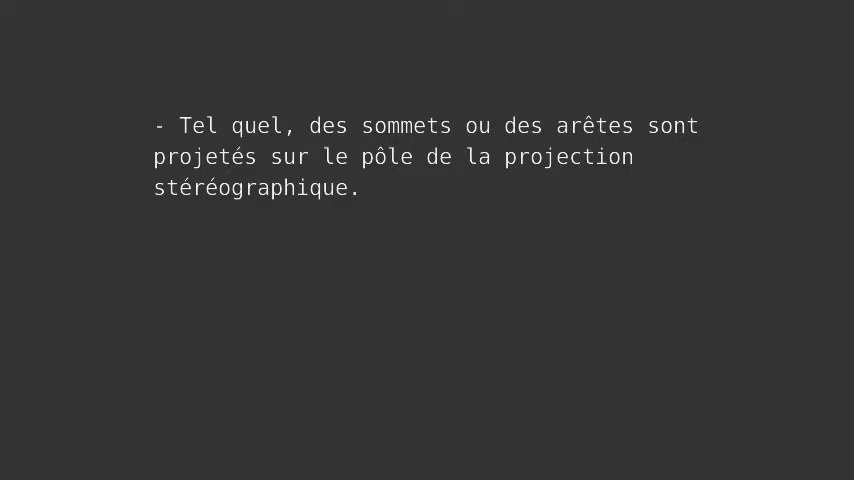 - Tel quel, des sommets ou des arêtes sont
projetés sur le pôle de la projection
stéréographique.